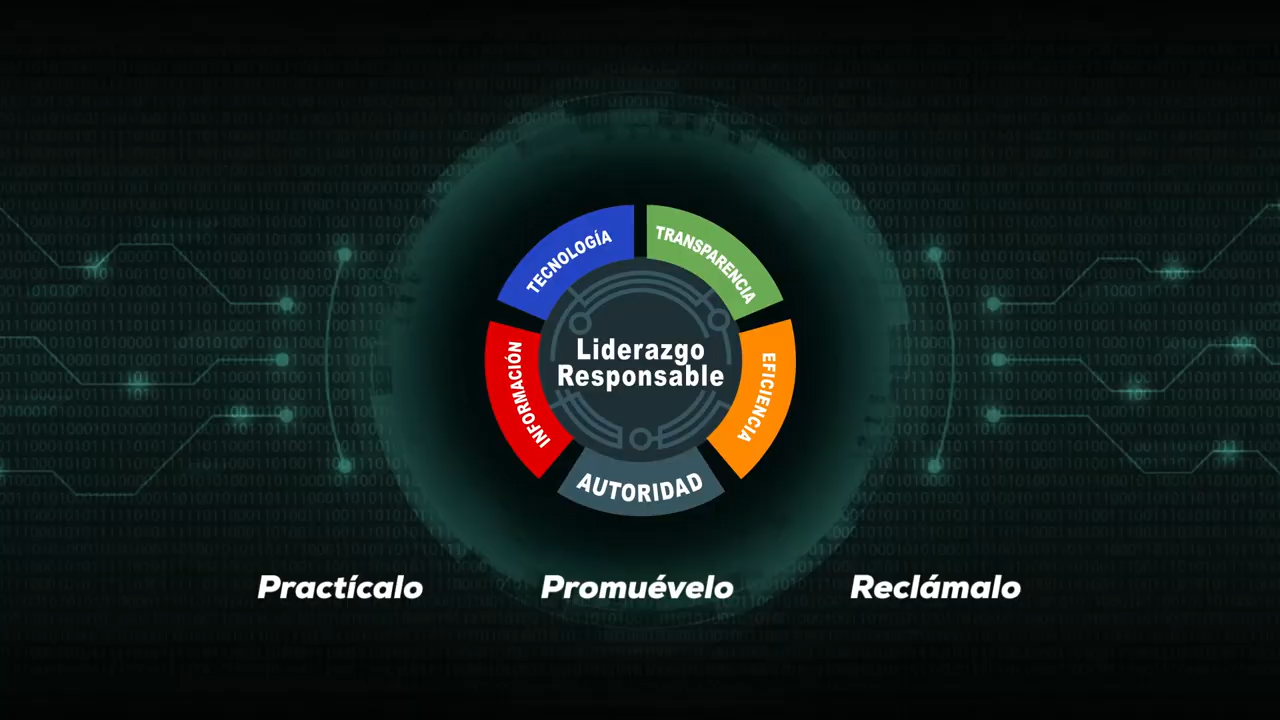 TECNOLOGÍA
TRANSPARENCIA
INFORMACIÓN
Liderazgo
Responsable
EFICIENCIA
AUTORIDAD
Practícalo
Promuévelo
Reclámalo